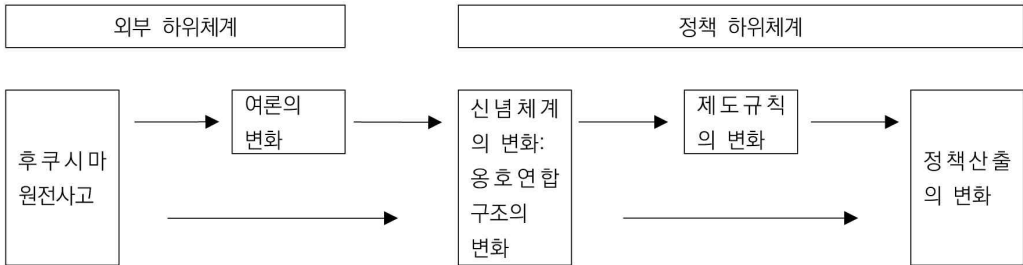 외부 하위체계
정책 하위체계
후쿠시마
원전사고
여론의
변화
신념체계
의 변화:
옹호연합
구조의
변화
제도규칙
의 변화
정책산출
의 변화